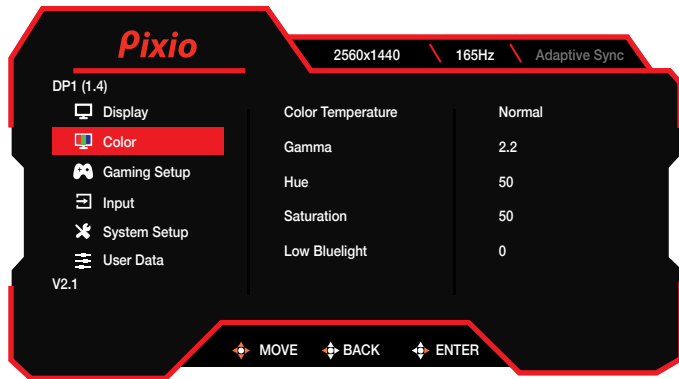 Pixio
2560x1440 \ 165Hz \ Adaptive Sync
DP1 (1.4)
Display
Color
Gaming Setup
Input
System Setup
User Data
V2.1
Color Temperature Normal
Gamma 2.2
Hue 50
Saturation 50
Low Bluelight 0
MOVE BACK ENTER